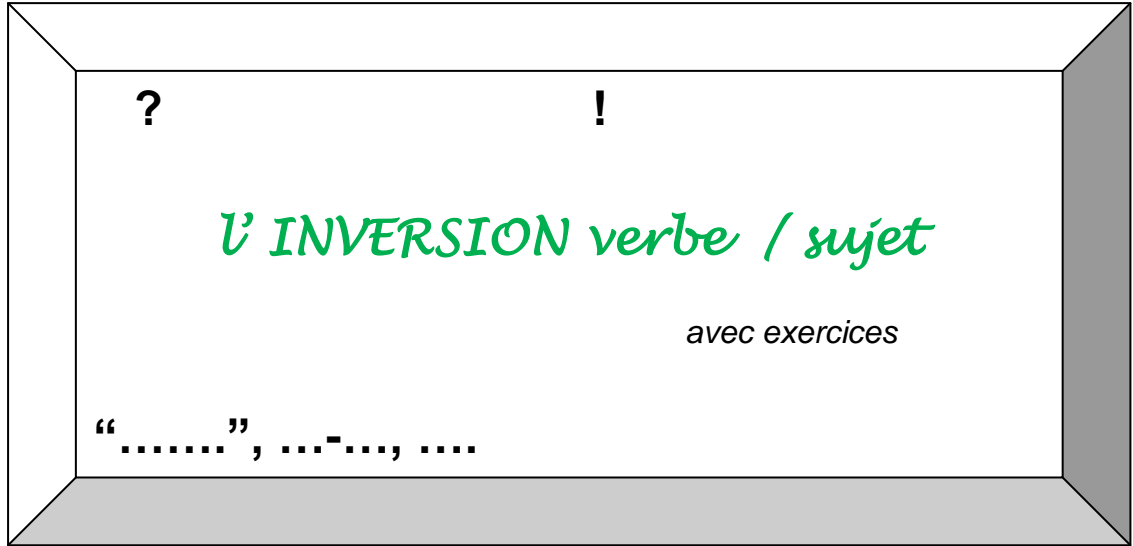 ? !
l’ INVERSION verbe / sujet
avec exercices
“…….”, …-…, ….